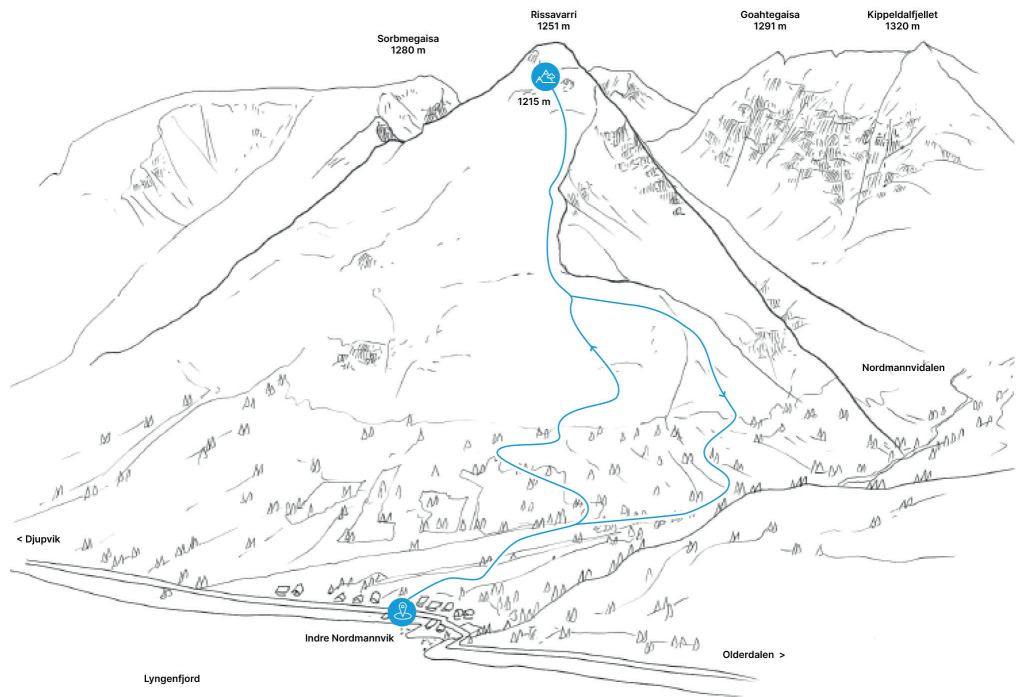 Rissavarri
1251 m
Goahtegaisa
1291 m
Kippeldalfjellet
1320 m
Sorbmegaisa
1280 m
1215 m
Nordmannvidalen
< Djupvik
Indre Nordmannvik
Olderdalen >
Lyngenfjord